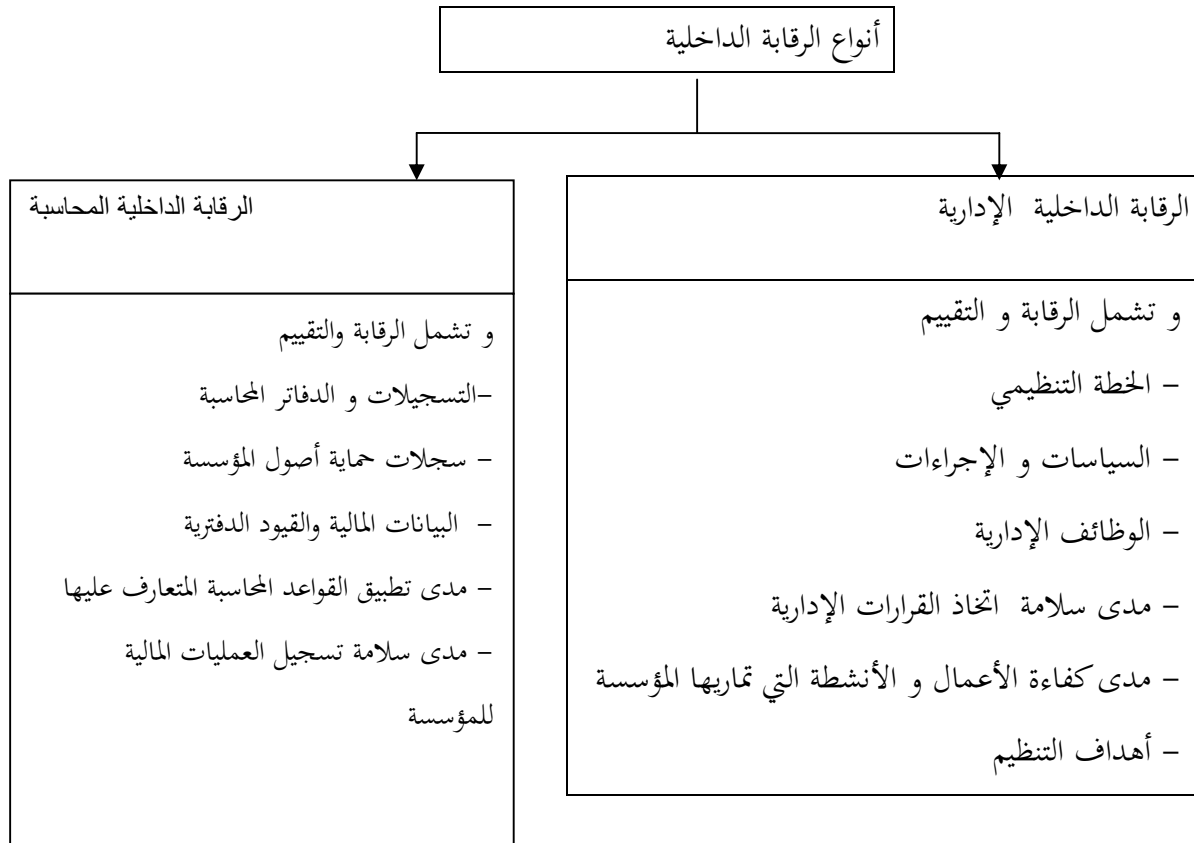 أنواع الرقابة الداخلية
الرقابة الداخلية الإدارية
و تشمل الرقابة و التقييم
– الخطة التنظيمي
– السياسات و الإجراءات
– الوظائف الإدارية
– مدى سلامة اتخاذ القرارات الإدارية
– مدى كفاءة الأعمال و الأنشطة التي تماريها المؤسسة
– أهداف التنظيم
الرقابة الداخلية المحاسبة
و تشمل الرقابة والتقييم
–التسجيلات و الدفاتر المحاسبة
– سجلات حماية أصول المؤسسة
– البيانات المالية والقيود الدفترية
– مدى تطبيق القواعد المحاسبة المتعارف عليها
– مدى سلامة تسجيل العمليات المالية
للمؤسسة